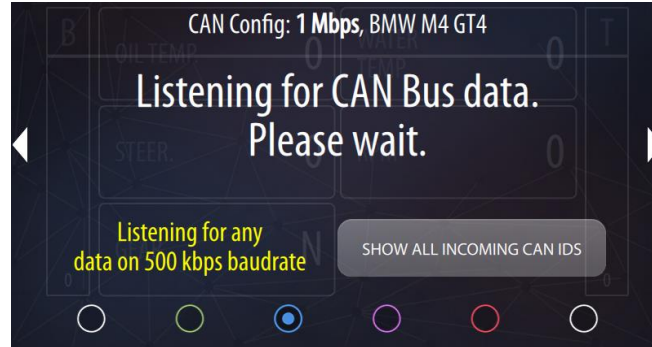 CAN Config: 1 Mbps, BMW M4 GT4
B
OIL TEMP.
0
WATER
TEMP.
0
T
Listening for CAN Bus data.
Please wait.
STEER.
0
0
Listening for any
data on 500 kbps baudrate
N
SHOW ALL INCOMING CAN IDS
0
0